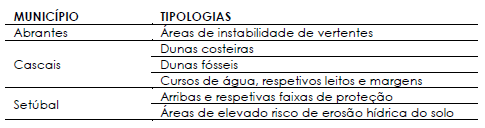 MUNICÍPIO TIPOLOGIAS
Abrantes Áreas de instabilidade de vertentes
Cascais Dunas costeiras
Dunas fósseis
Cursos de água, respetivos leitos e margens
Setúbal Arribas e respetivas faixas de proteção
Áreas de elevado risco de erosão hídrica do solo